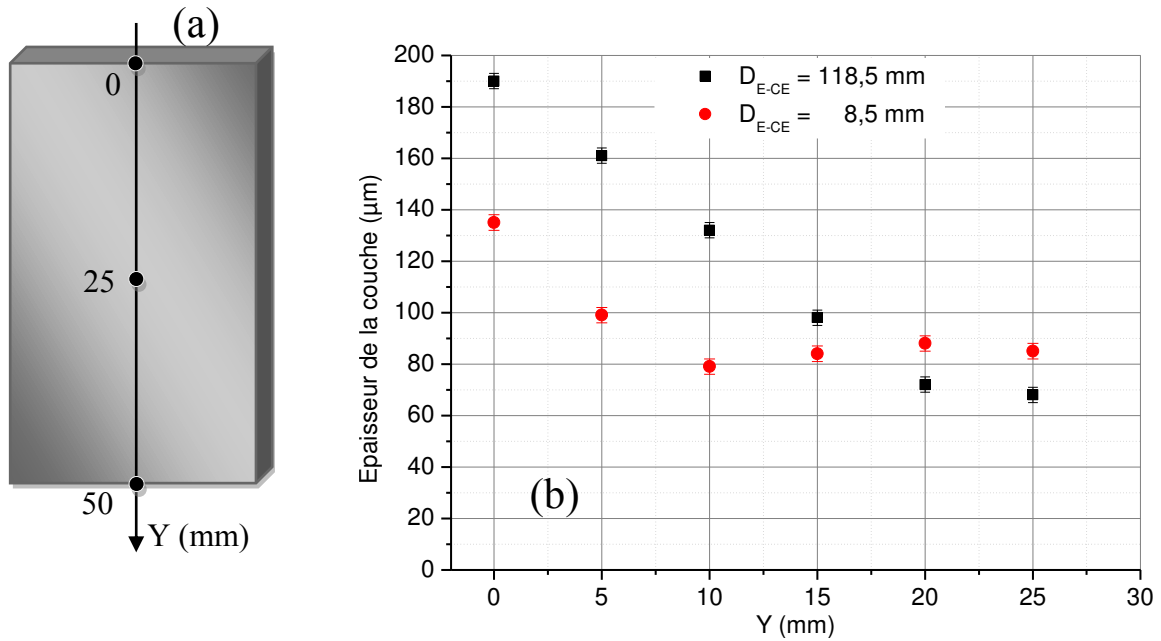 (a)
0
25
50
Y (mm)
200
180
160
140
120
100
80
60
40
20
0
Epaisseur de la couche (µm)
D_E-CE = 118,5 mm
D_E-CE = 8,5 mm
(b)
0 5 10 15 20 25 30
Y (mm)